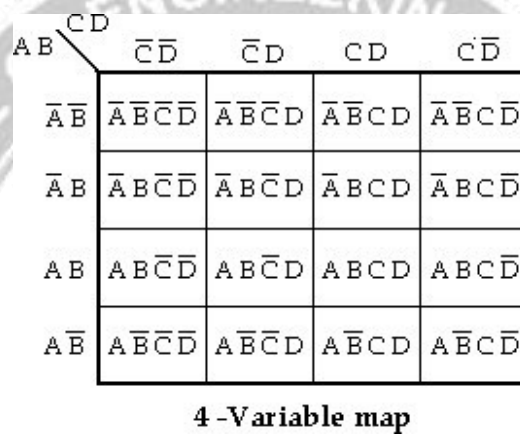 CD
AB C̅D̅ C̅D CD CD̅
A̅B̅ A̅B̅C̅D̅ A̅B̅C̅D A̅B̅CD A̅B̅CD̅
A̅B A̅BC̅D̅ A̅BC̅D A̅BCD A̅BCD̅
AB ABC̅D̅ ABC̅D ABCD ABCD̅
AB̅ AB̅C̅D̅ AB̅C̅D AB̅CD AB̅CD̅
4 -Variable map